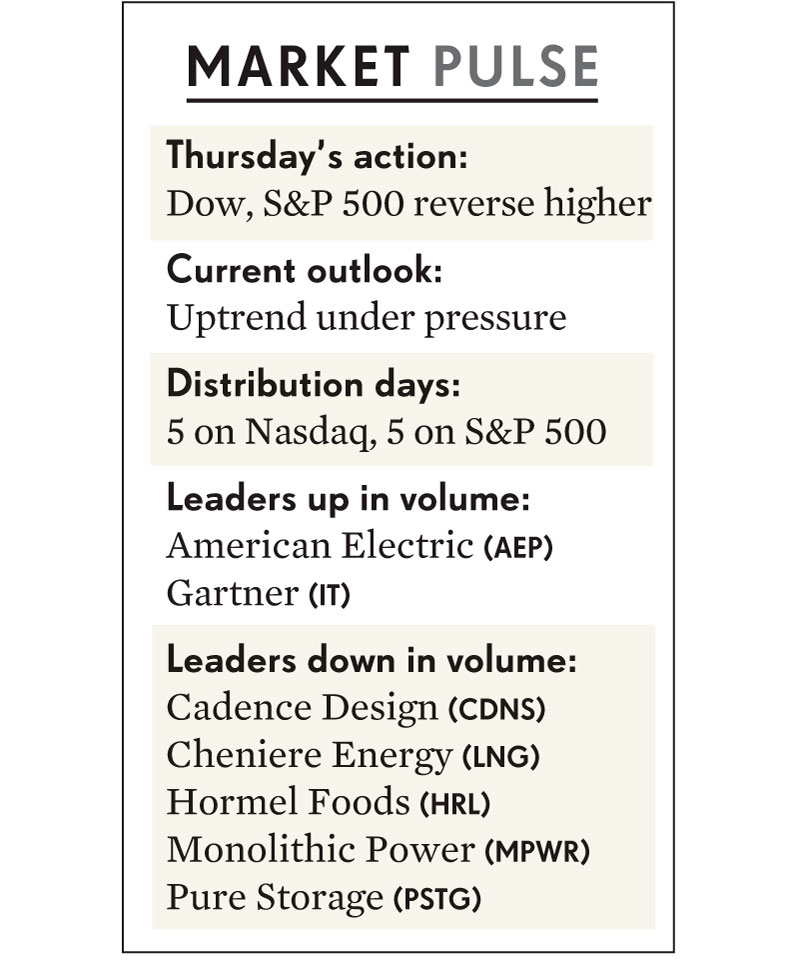 MARKET PULSE
Thursday’s action:
Dow, S&P 500 reverse higher
Current outlook:
Uptrend under pressure
Distribution days:
5 on Nasdaq, 5 on S&P 500
Leaders up in volume:
American Electric (AEP)
Gartner (IT)
Leaders down in volume:
Cadence Design (CDNS)
Cheniere Energy (LNG)
Hormel Foods (HRL)
Monolithic Power (MPWR)
Pure Storage (PSTG)